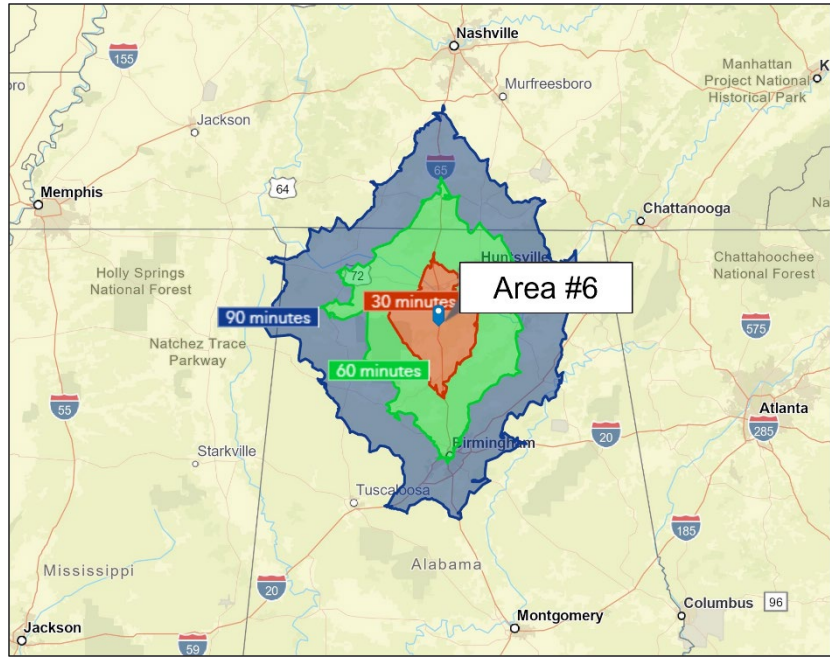 Nashville
155
Manhattan
Project National
Historical Park
K
oro
Murfreesboro
Jackson
65
64
Memphis
Chattanooga
Na
Chattahoochee
National Forest
Huntsville
Holly Springs
National Forest
72
Area #6
30 minutes
90 minutes
575
Natchez Trace
Parkway
60 minutes
55
Atlanta
285
20
Birmingham
Starkville
Tuscaloosa
185
Alabama
Mississippi
20
Columbus
96
Montgomery
Jackson
59